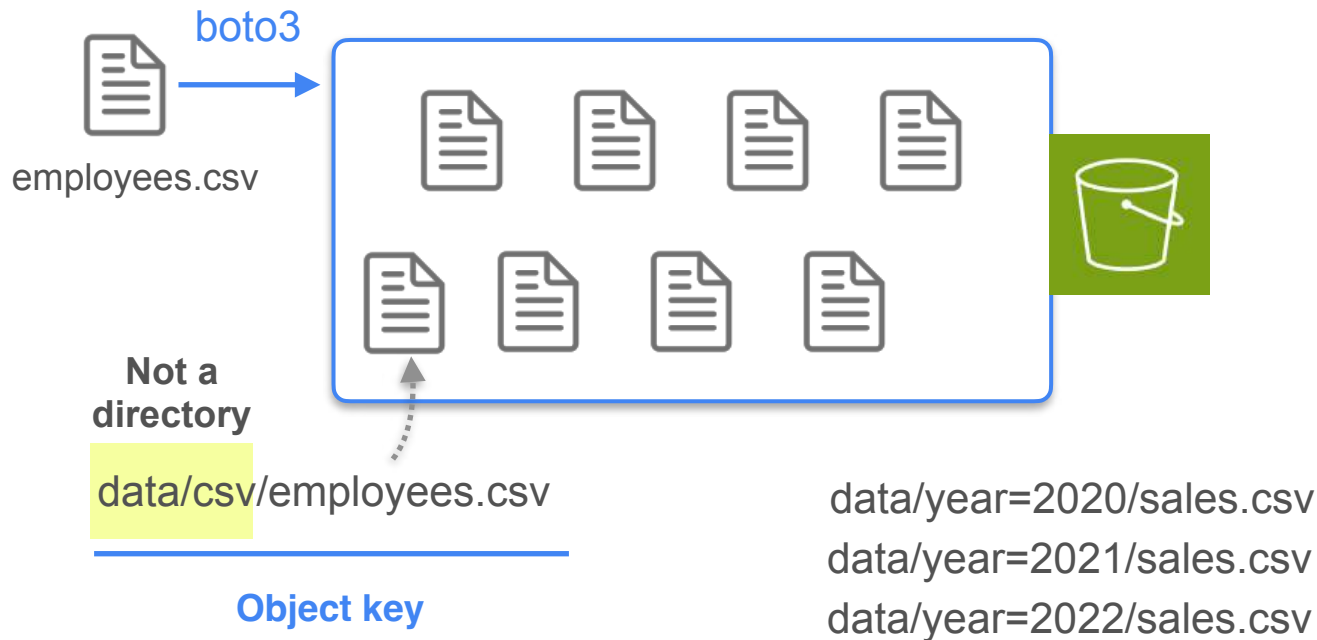 boto3
employees.csv
Not a
directory
data/csv/employees.csv
Object key
data/year=2020/sales.csv
data/year=2021/sales.csv
data/year=2022/sales.csv